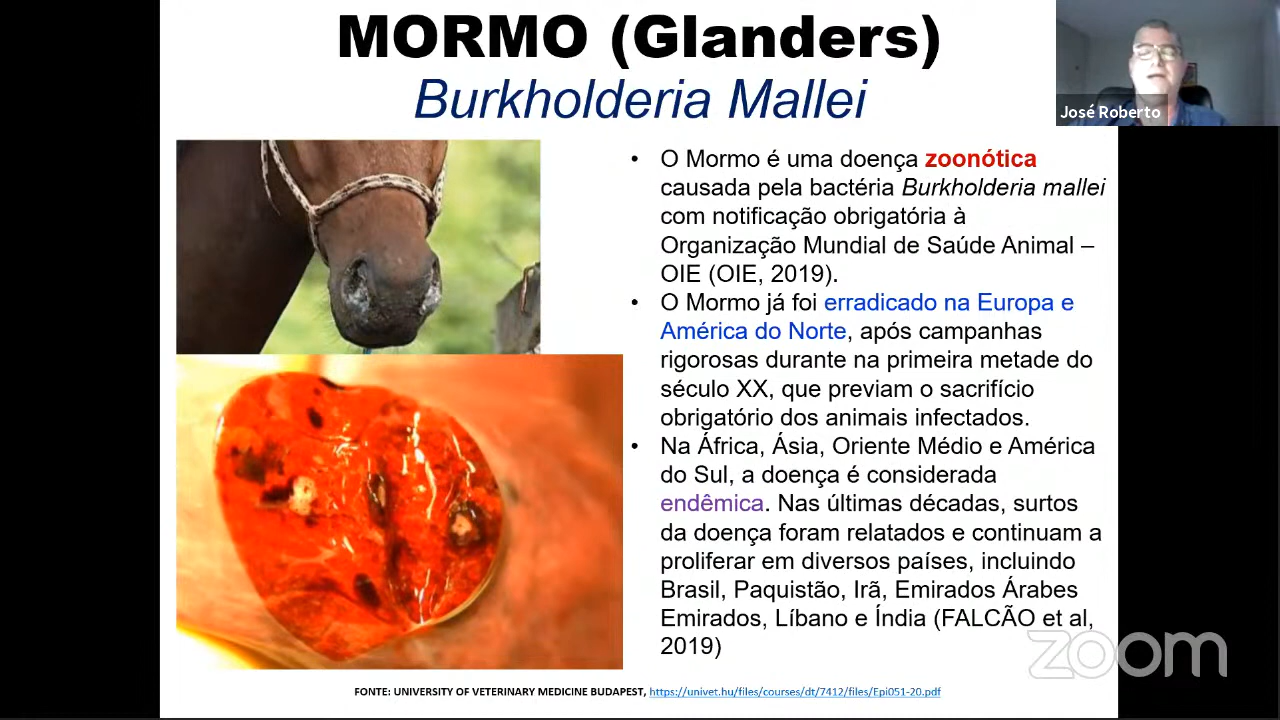 MORMO (Glanders)
Burkholderia Mallei
José Roberto
• O Mormo é uma doença zoonótica
causada pela bactéria Burkholderia mallei
com notificação obrigatória à
Organização Mundial de Saúde Animal –
OIE (OIE, 2019).
• O Mormo já foi erradicado na Europa e
América do Norte, após campanhas
rigorosas durante na primeira metade do
século XX, que previam o sacrifício
obrigatório dos animais infectados.
• Na África, Ásia, Oriente Médio e América
do Sul, a doença é considerada
endêmica. Nas últimas décadas, surtos
da doença foram relatados e continuam a
proliferar em diversos países, incluindo
Brasil, Paquistão, Irã, Emirados Árabes
Emirados, Líbano e Índia (FALCÃO et al,
2019)
zoom
FONTE: UNIVERSITY OF VETERINARY MEDICINE BUDAPEST, https://univet.hu/files/courses/dt/7412/files/Epi051-20.pdf